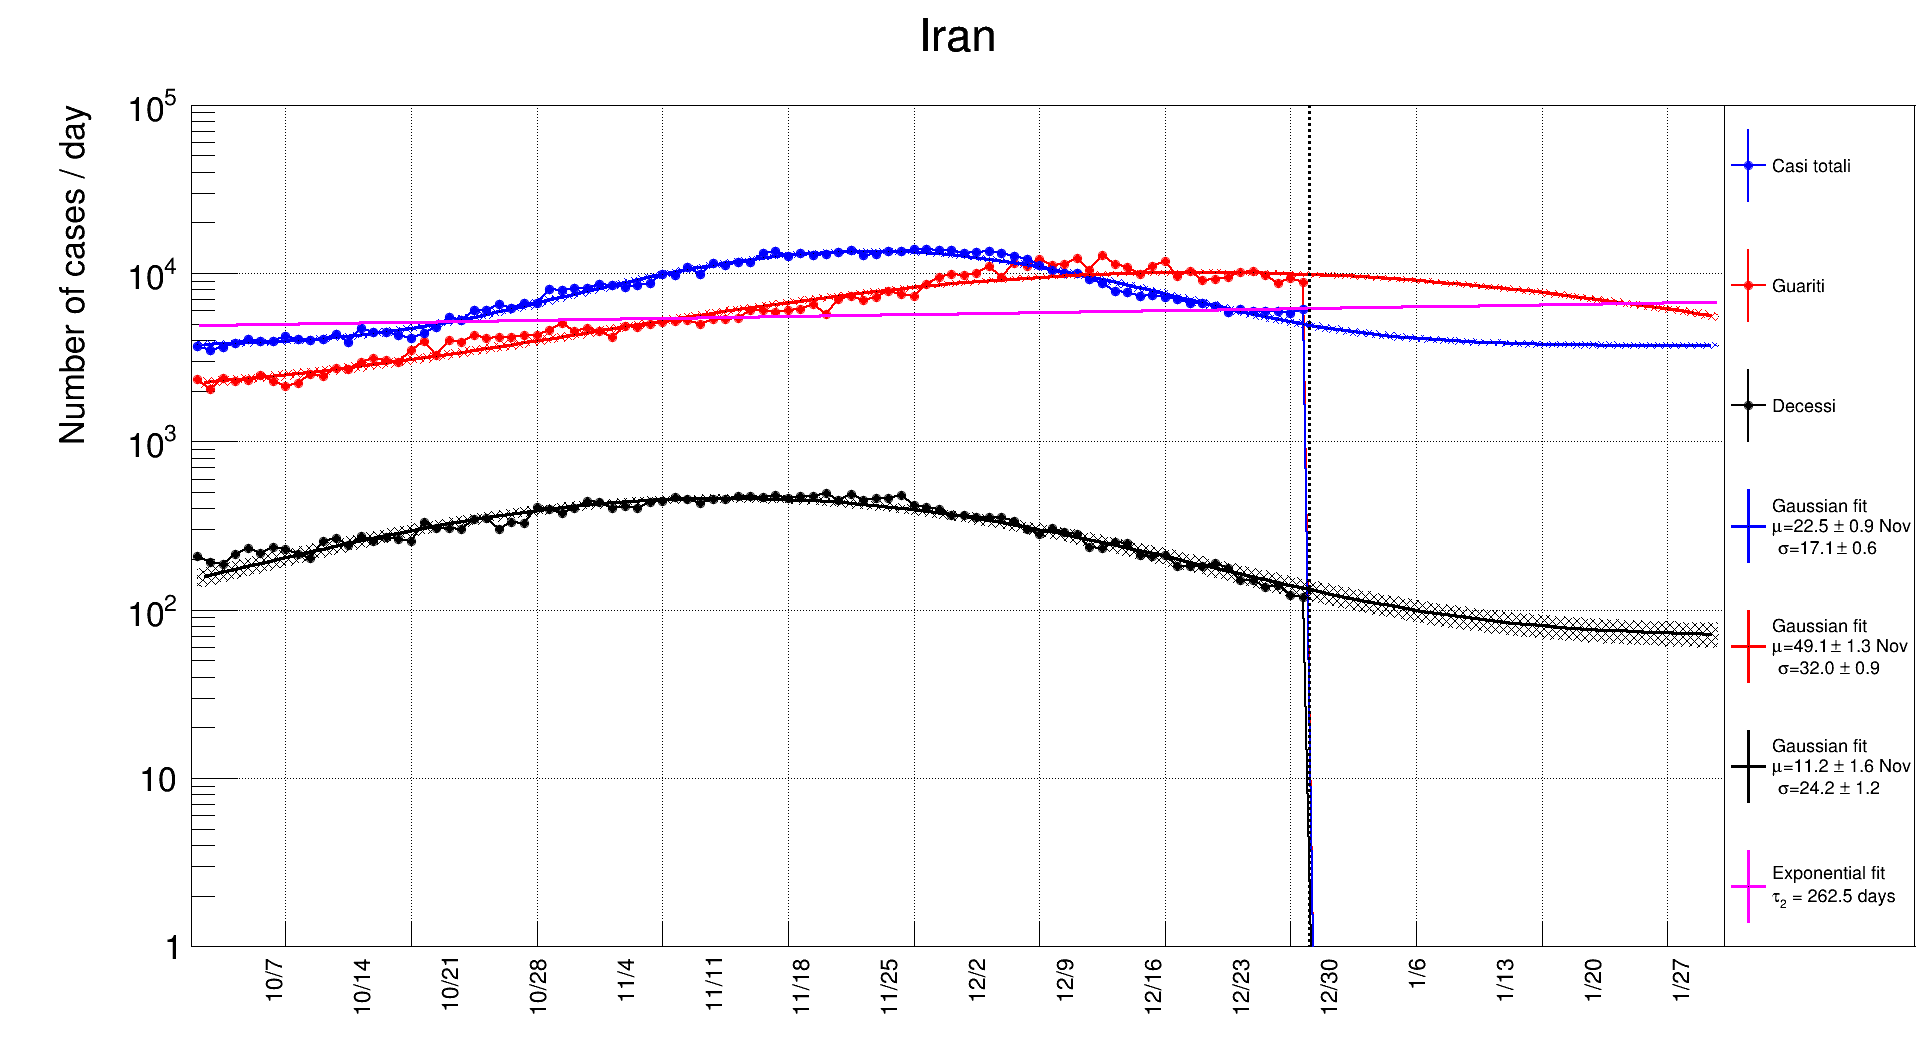 Iran
Number of cases / day
10^5
10^4
10^3
10^2
10
1
10/7
10/14
10/21
10/28
11/4
11/11
11/18
11/25
12/2
12/9
12/16
12/23
12/30
1/6
1/13
1/20
1/27
Casi totali
Guariti
Decessi
Gaussian fit
μ=22.5 ± 0.9 Nov
σ=17.1 ± 0.6
Gaussian fit
μ=49.1 ± 1.3 Nov
σ=32.0 ± 0.9
Gaussian fit
μ=11.2 ± 1.6 Nov
σ=24.2 ± 1.2
Exponential fit
τ₂ = 262.5 days